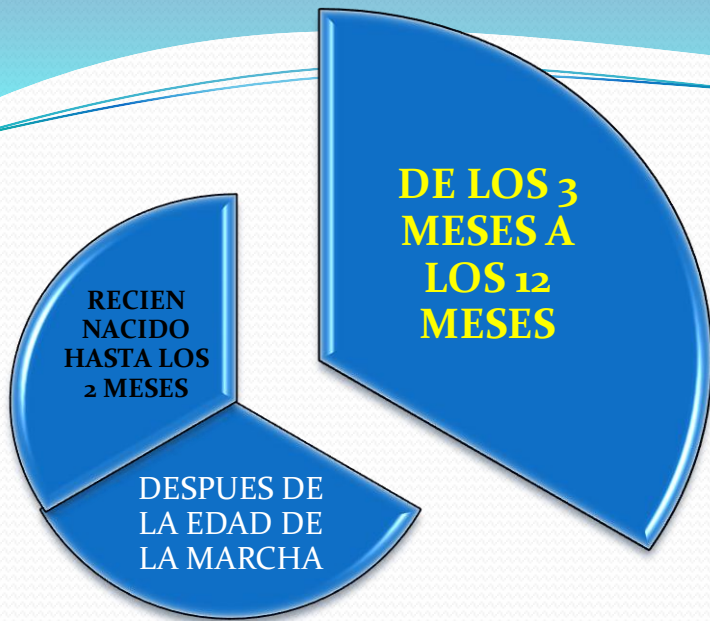 DE LOS 3
MESES A
LOS 12
MESES
RECIEN
NACIDO
HASTA LOS
2 MESES
DESPUES DE
LA EDAD DE
LA MARCHA